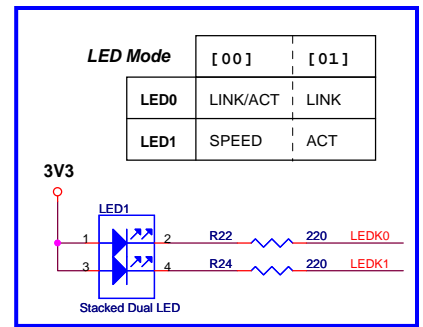 LED Mode [00] [01]
LED0 LINK/ACT LINK
LED1 SPEED ACT
3V3
LED1
1 2 R22 220 LEDK0
3 4 R24 220 LEDK1
Stacked Dual LED